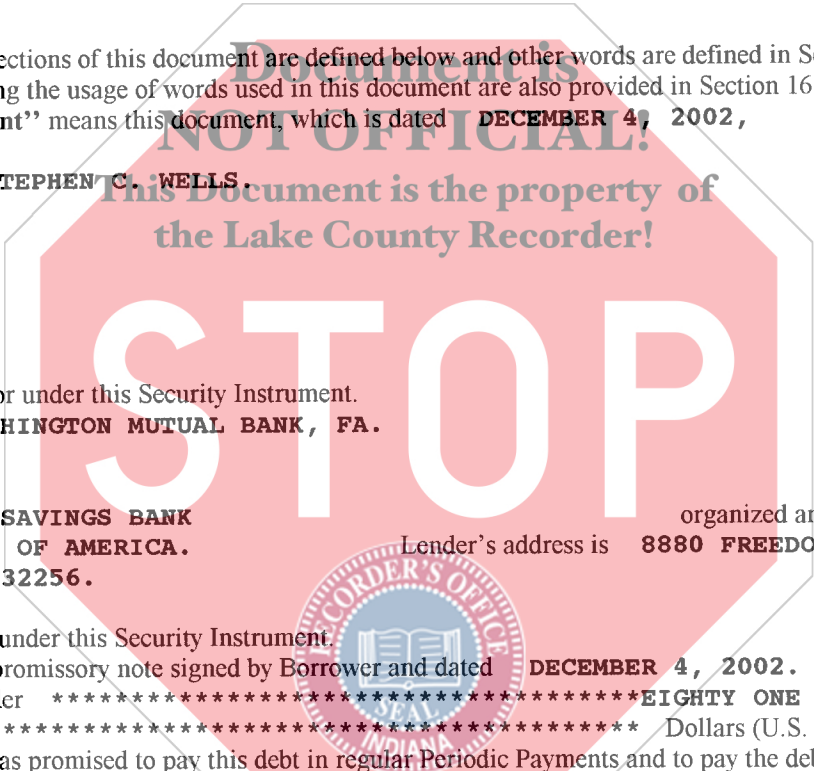 ections of this document are defined below and other words are defined in Se
ng the usage of words used in this document are also provided in Section 16
nt” means this document, which is dated DECEMBER 4, 2002,
TEPHEN C. WELLS.
Document is
NOT OFFICIAL!
This Document is the property of
the Lake County Recorder!
STOP
or under this Security Instrument.
HINGTON MUTUAL BANK, FA.
SAVINGS BANK organized an
OF AMERICA. Lender's address is 8880 FREEDO
32256.
RECORDER'S OFFICE
SEAL
INDIANA
under this Security Instrument.
promissory note signed by Borrower and dated DECEMBER 4, 2002.
er *************************************EIGHTY ONE
**************************************** Dollars (U.S.
as promised to pay this debt in regular Periodic Payments and to pay the deb